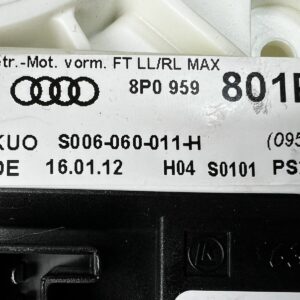 etr.-Mot. vorm. FT LL/RL MAX
8P0 959 801
KUO S006-060-011-H (095
DE 16.01.12 H04 S0101 PS